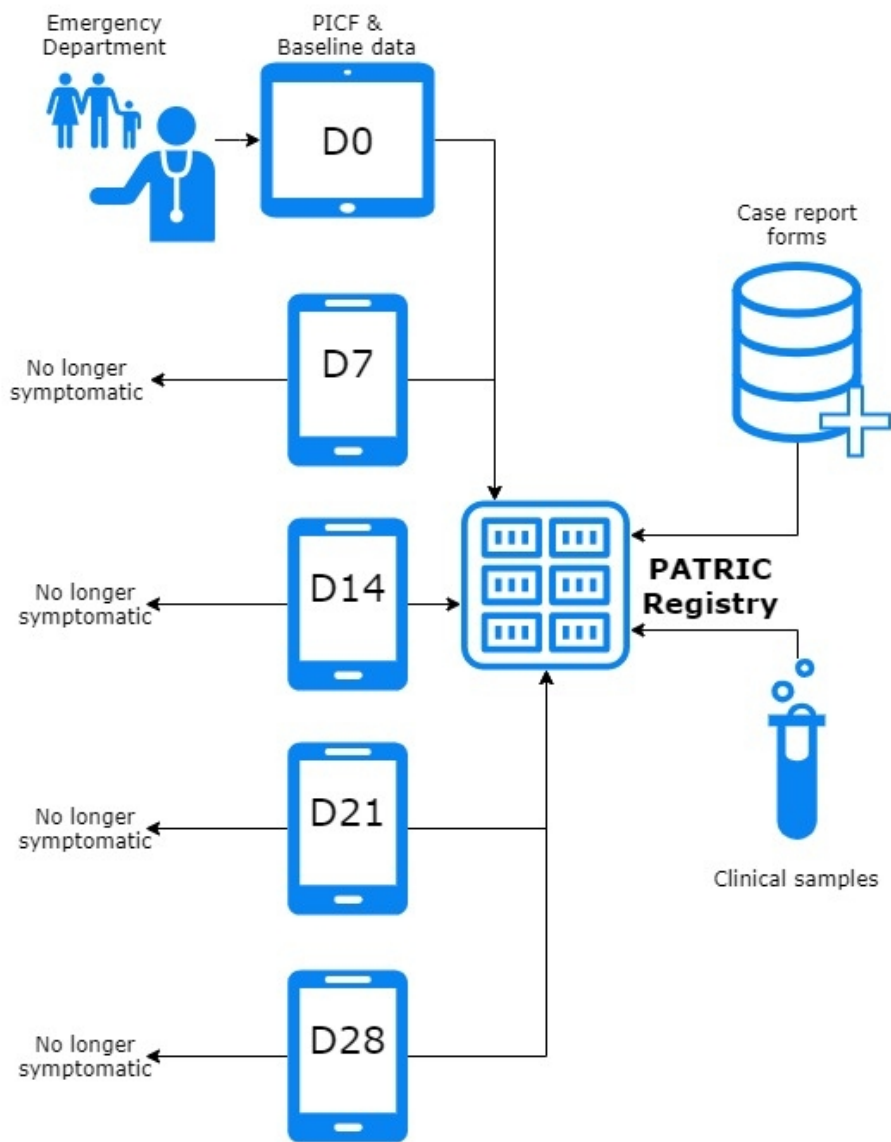 Emergency
Department
PICF &
Baseline data
D0
Case report
forms
D7
No longer
symptomatic
D14
No longer
symptomatic
PATRIC
Registry
D21
No longer
symptomatic
Clinical samples
D28
No longer
symptomatic